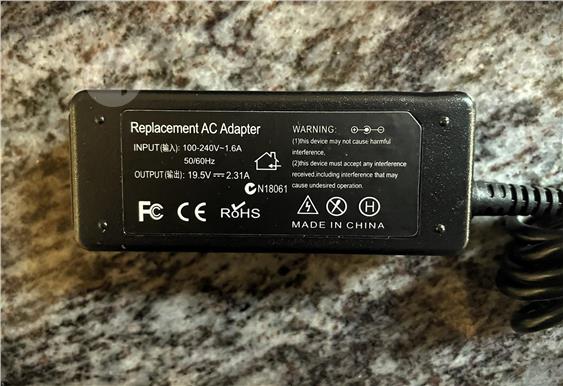 Replacement AC Adapter
INPUT(输入): 100-240V~1.6A
50/60Hz
OUTPUT(输出): 19.5V⎓2.31A
N18061
FC CE RoHS
WARNING:
(1)this device may not cause harmful
interference.
(2)this device must accept any interference
received,including interference that may
cause undesired operation.
H
MADE IN CHINA